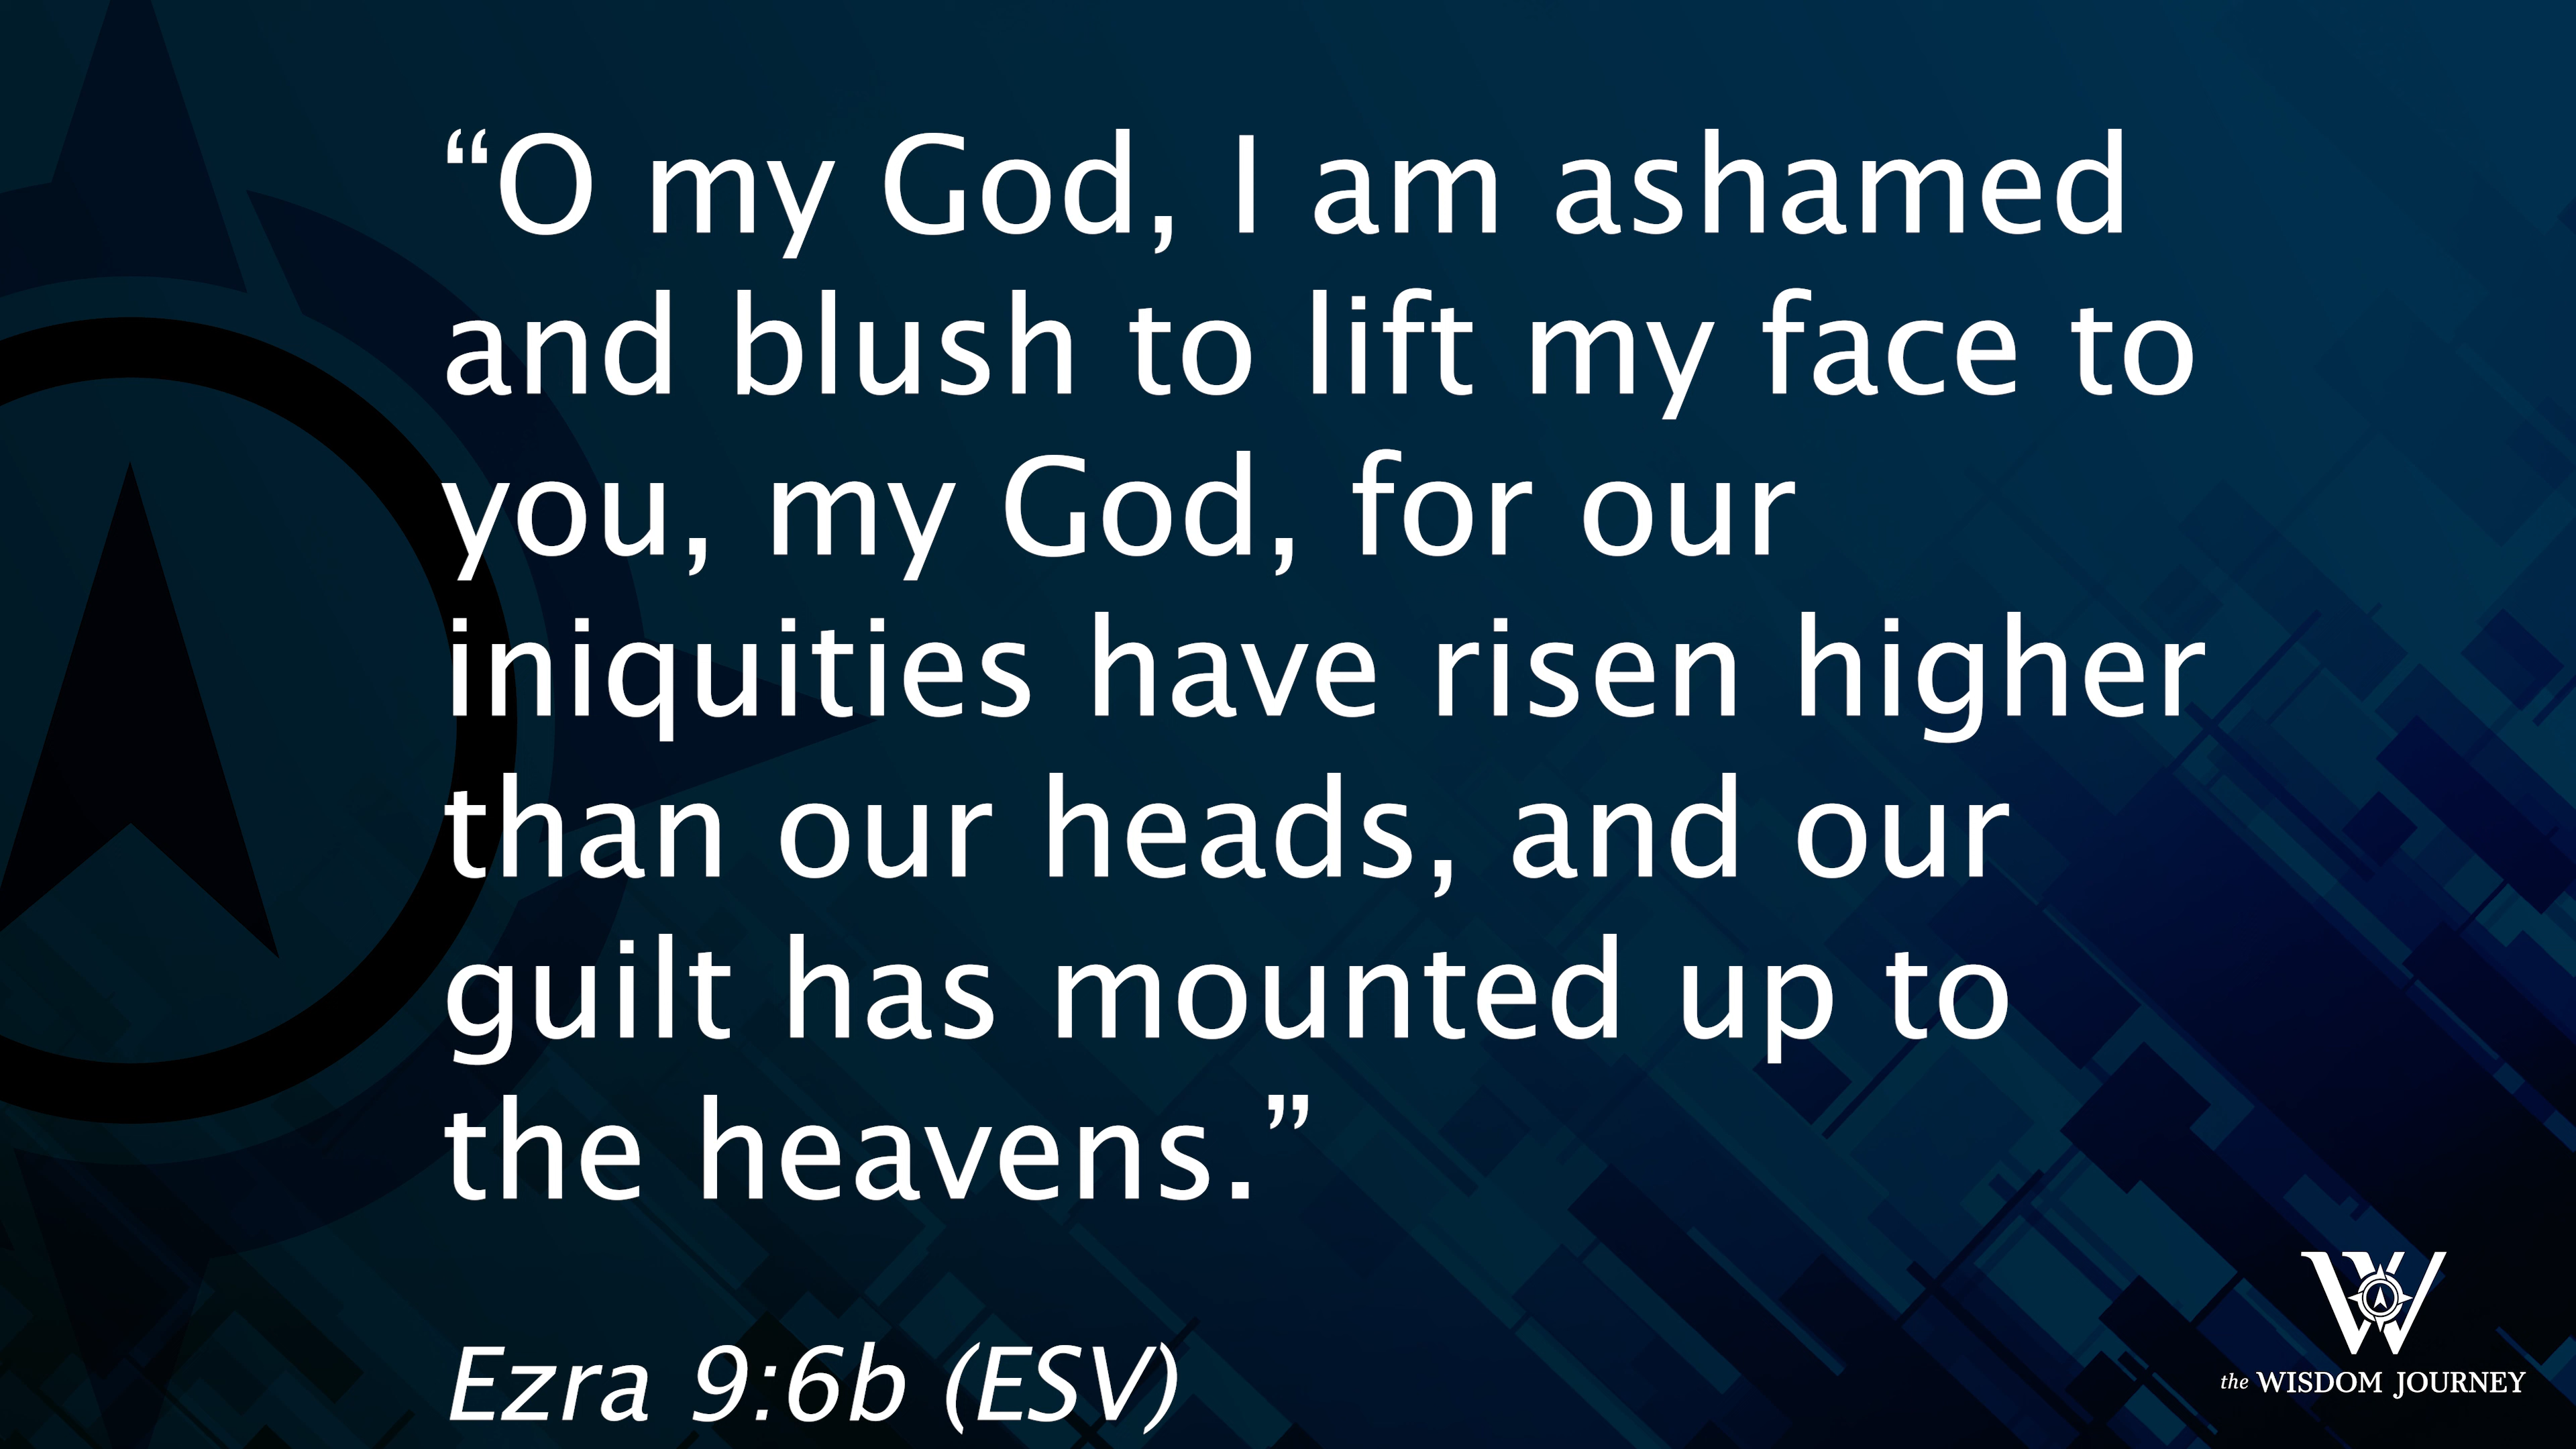 “O my God, I am ashamed
and blush to lift my face to
you, my God, for our
iniquities have risen higher
than our heads, and our
guilt has mounted up to
the heavens.”
Ezra 9:6b (ESV)
W
the WISDOM JOURNEY